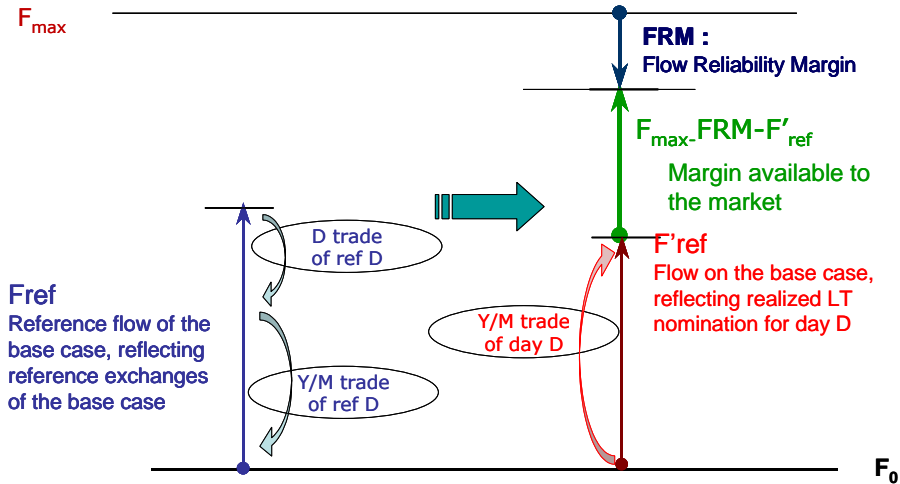 Fmax
FRM :
Flow Reliability Margin
Fmax-FRM-F'ref
Margin available to
the market
D trade
of ref D
F'ref
Flow on the base case,
reflecting realized LT
nomination for day D
Fref
Reference flow of the
base case, reflecting
reference exchanges
of the base case
Y/M trade
of day D
Y/M trade
of ref D
F0